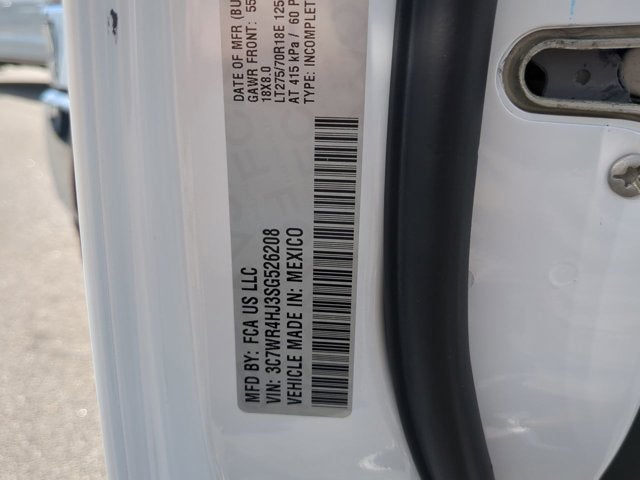 MFD BY: FCA US LLC
DATE OF MFR (BU
VIN: 3C7WR4HJ3SG526208
GAWR FRONT: 55
VEHICLE MADE IN: MEXICO
18X8.0
LT275/70R18E 125
AT 415 kPa / 60 P
TYPE: INCOMPLET